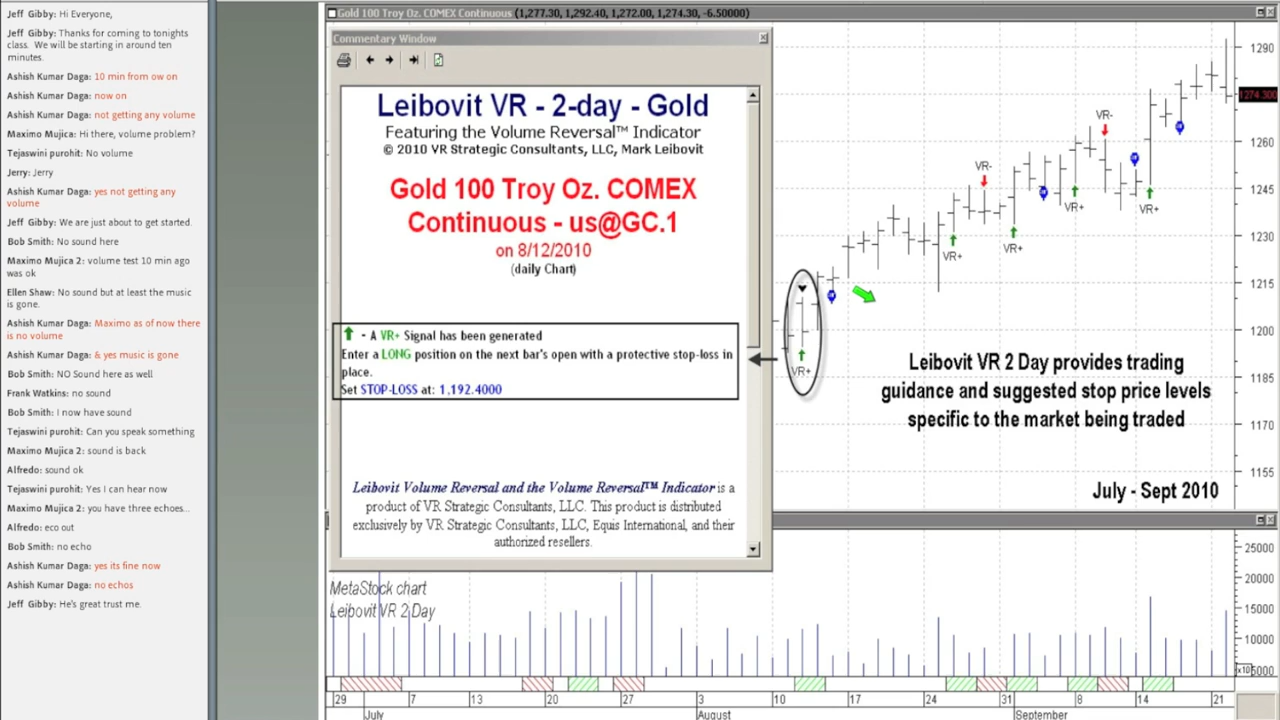 Jeff Gibby: Hi Everyone,
Jeff Gibby: Thanks for coming to tonights
class. We will be starting in around ten
minutes.
Ashish Kumar Daga: 10 min from ow on
Ashish Kumar Daga: now on
Ashish Kumar Daga: not getting any volume
Maximo Mujica: Hi there, volume problem?
Tejaswini purohit: No volume
Jerry: Jerry
Ashish Kumar Daga: yes not getting any
volume
Jeff Gibby: We are just about to get started.
Bob Smith: No sound here
Maximo Mujica 2: volume test 10 min ago
was ok
Ellen Shaw: No sound but at least the music
is gone.
Ashish Kumar Daga: Maximo as of now there
is no volume
Ashish Kumar Daga: & yes music is gone
Bob Smith: NO Sound here as well
Frank Watkins: no sound
Bob Smith: I now have sound
Tejaswini purohit: Can you speak something
Maximo Mujica 2: sound is back
Alfredo: sound ok
Tejaswini purohit: Yes I can hear now
Maximo Mujica 2: you have three echoes...
Alfredo: eco out
Bob Smith: no echo
Ashish Kumar Daga: yes its fine now
Ashish Kumar Daga: no echos
Jeff Gibby: He's great trust me.
Gold 100 Troy Oz. COMEX Continuous (1,277.30, 1,292.40, 1,272.00, 1,274.30, -6.50000)
Commentary Window
Leibovit VR - 2-day - Gold
Featuring the Volume Reversal™ Indicator
© 2010 VR Strategic Consultants, LLC, Mark Leibovit
Gold 100 Troy Oz. COMEX
Continuous - us@GC.1
on 8/12/2010
(daily Chart)
- A VR+ Signal has been generated
Enter a LONG position on the next bar's open with a protective stop-loss in
place.
Set STOP-LOSS at: 1,192.4000
Leibovit Volume Reversal and the Volume Reversal™ Indicator is a
product of VR Strategic Consultants, LLC. This product is distributed
exclusively by VR Strategic Consultants, LLC, Equis International, and their
authorized resellers.
VR+
VR+
VR-
VR+
VR+
VR-
VR+
1290
1274.300
1260
1245
1230
1215
1200
1185
1170
1155
Leibovit VR 2 Day provides trading
guidance and suggested stop price levels
specific to the market being traded
July - Sept 2010
MetaStock chart
Leibovit VR 2 Day
25000
20000
15000
10000
5000
29 7 13 20 27 3 10 17 24 31 8 14 21
July August September